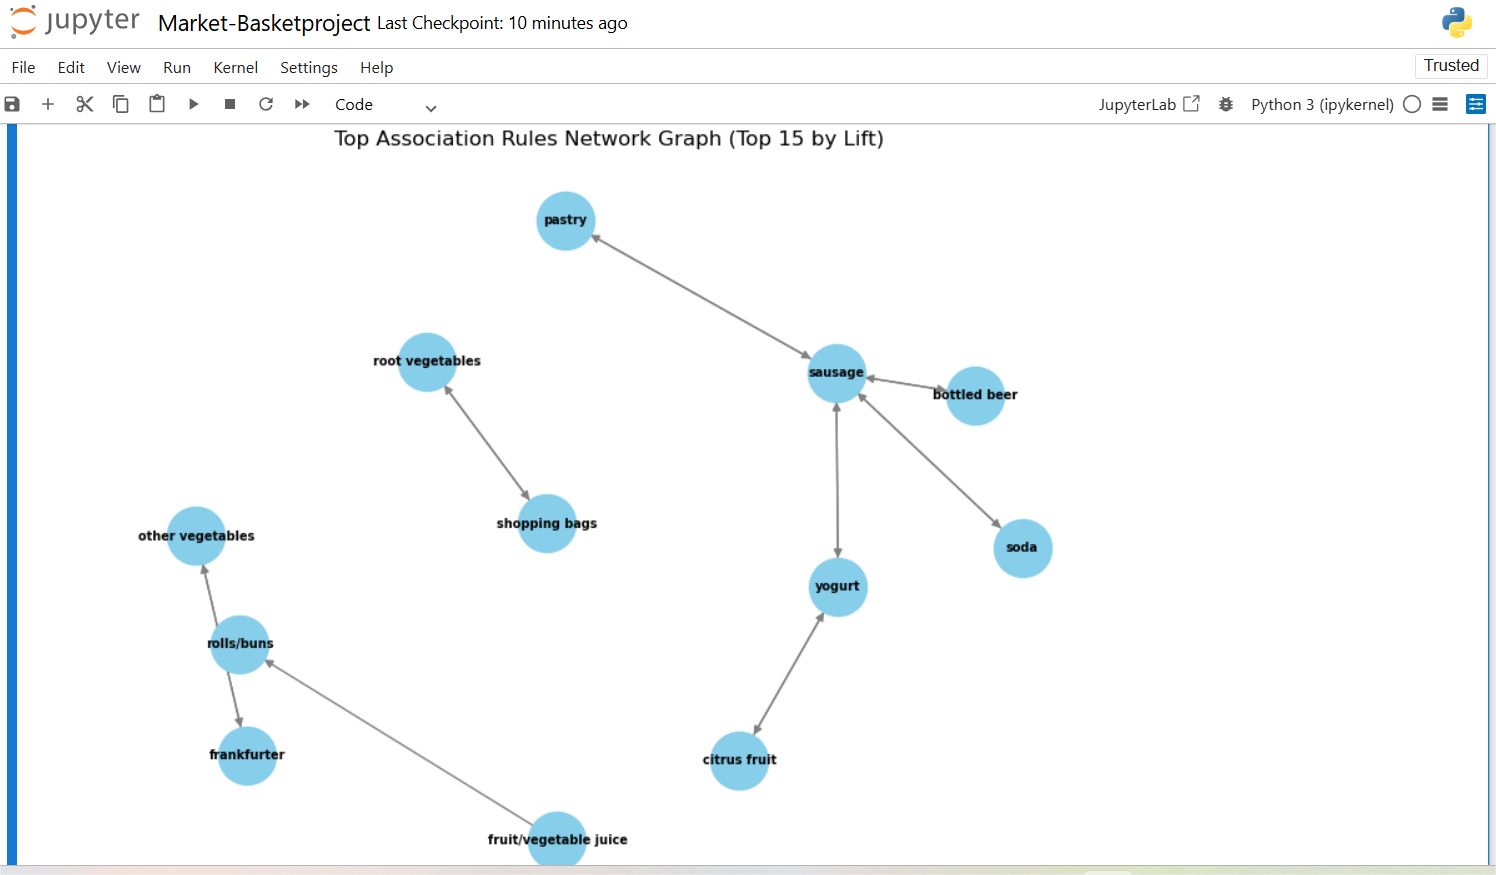 jupyter Market-Basketproject Last Checkpoint: 10 minutes ago
File Edit View Run Kernel Settings Help Trusted
Code JupyterLab Python 3 (ipykernel)
Top Association Rules Network Graph (Top 15 by Lift)
pastry
root vegetables
sausage
bottled beer
shopping bags
other vegetables
soda
yogurt
rolls/buns
frankfurter
citrus fruit
fruit/vegetable juice